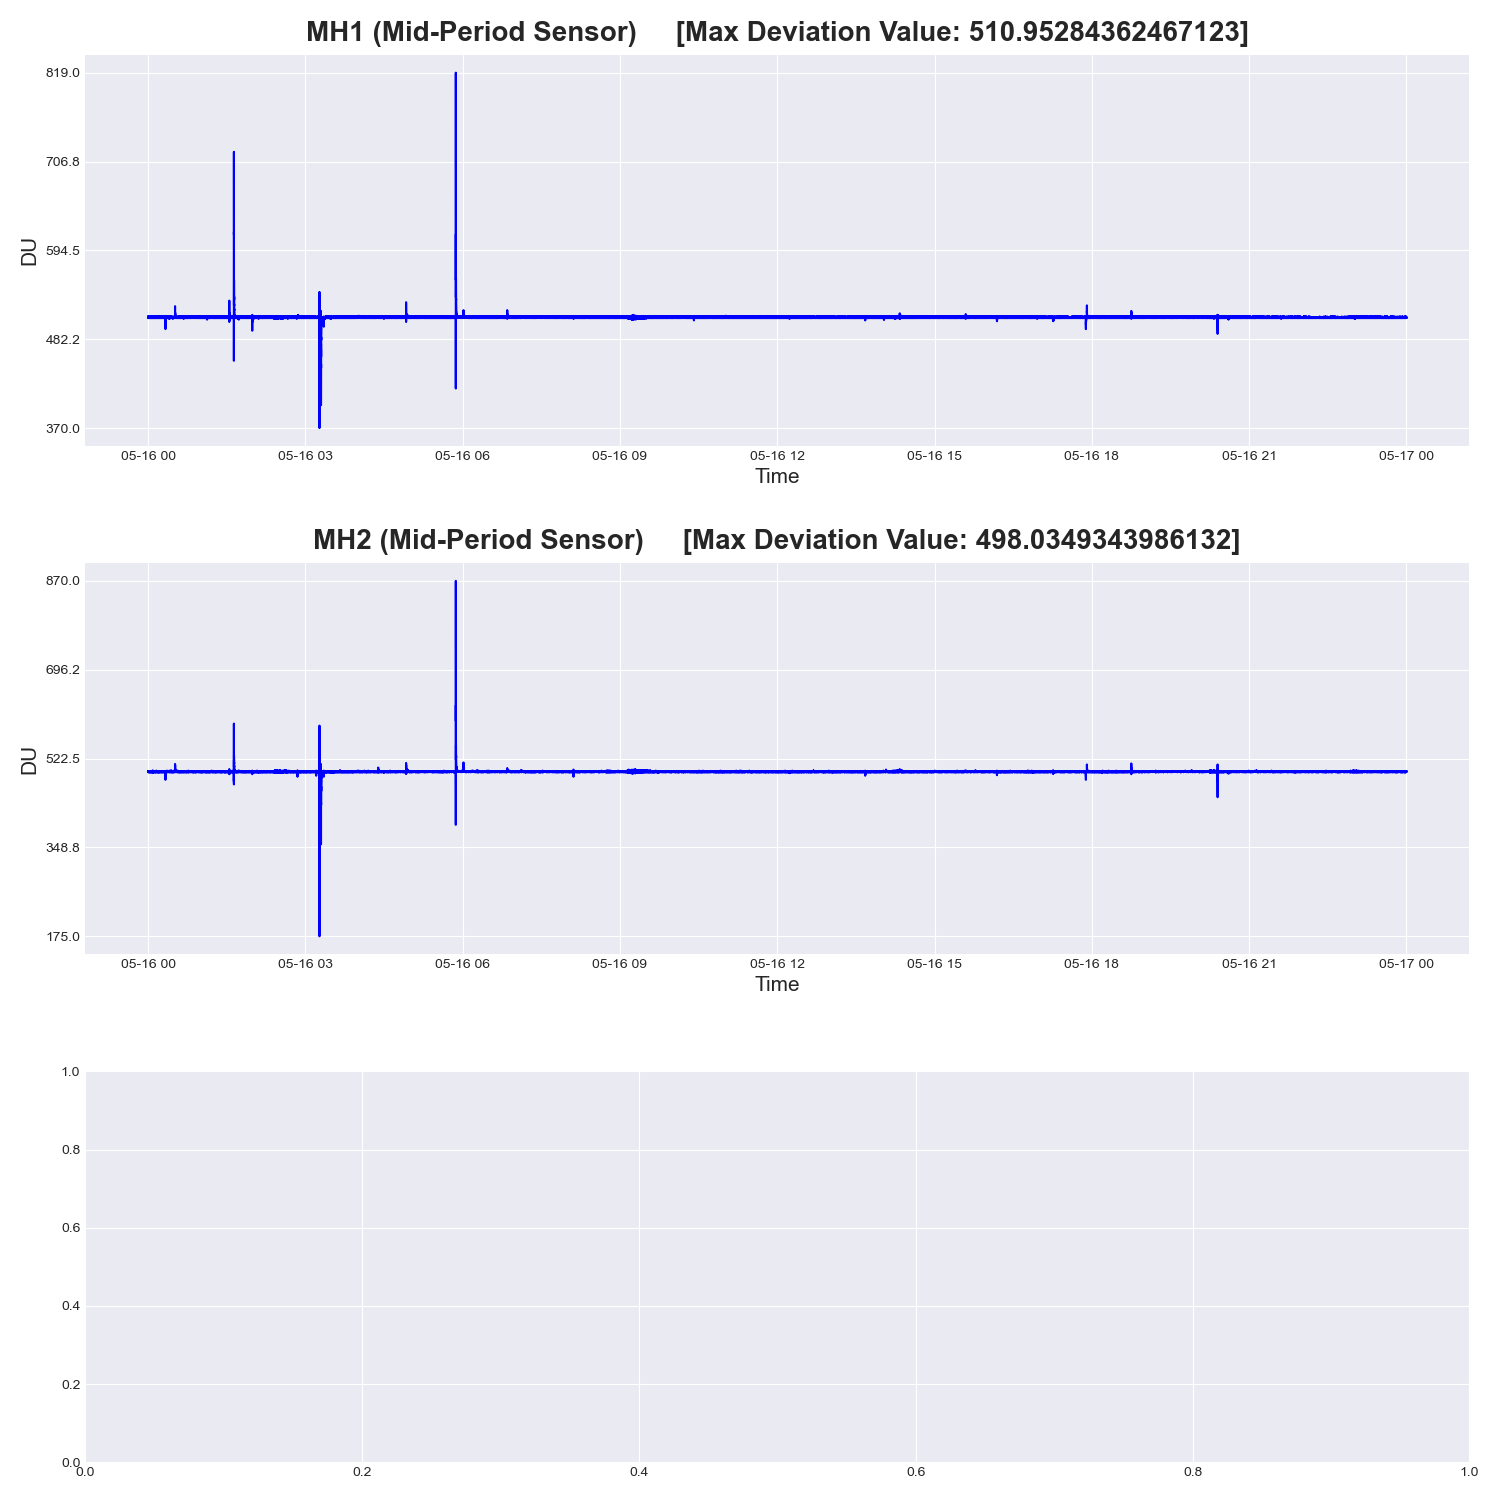 MH1 (Mid-Period Sensor) [Max Deviation Value: 510.95284362467123]
819.0
706.8
594.5
482.2
370.0
DU
05-16 00 05-16 03 05-16 06 05-16 09 05-16 12 05-16 15 05-16 18 05-16 21 05-17 00
Time
MH2 (Mid-Period Sensor) [Max Deviation Value: 498.0349343986132]
870.0
696.2
522.5
348.8
175.0
DU
05-16 00 05-16 03 05-16 06 05-16 09 05-16 12 05-16 15 05-16 18 05-16 21 05-17 00
Time
1.0
0.8
0.6
0.4
0.2
0.0
0.0 0.2 0.4 0.6 0.8 1.0